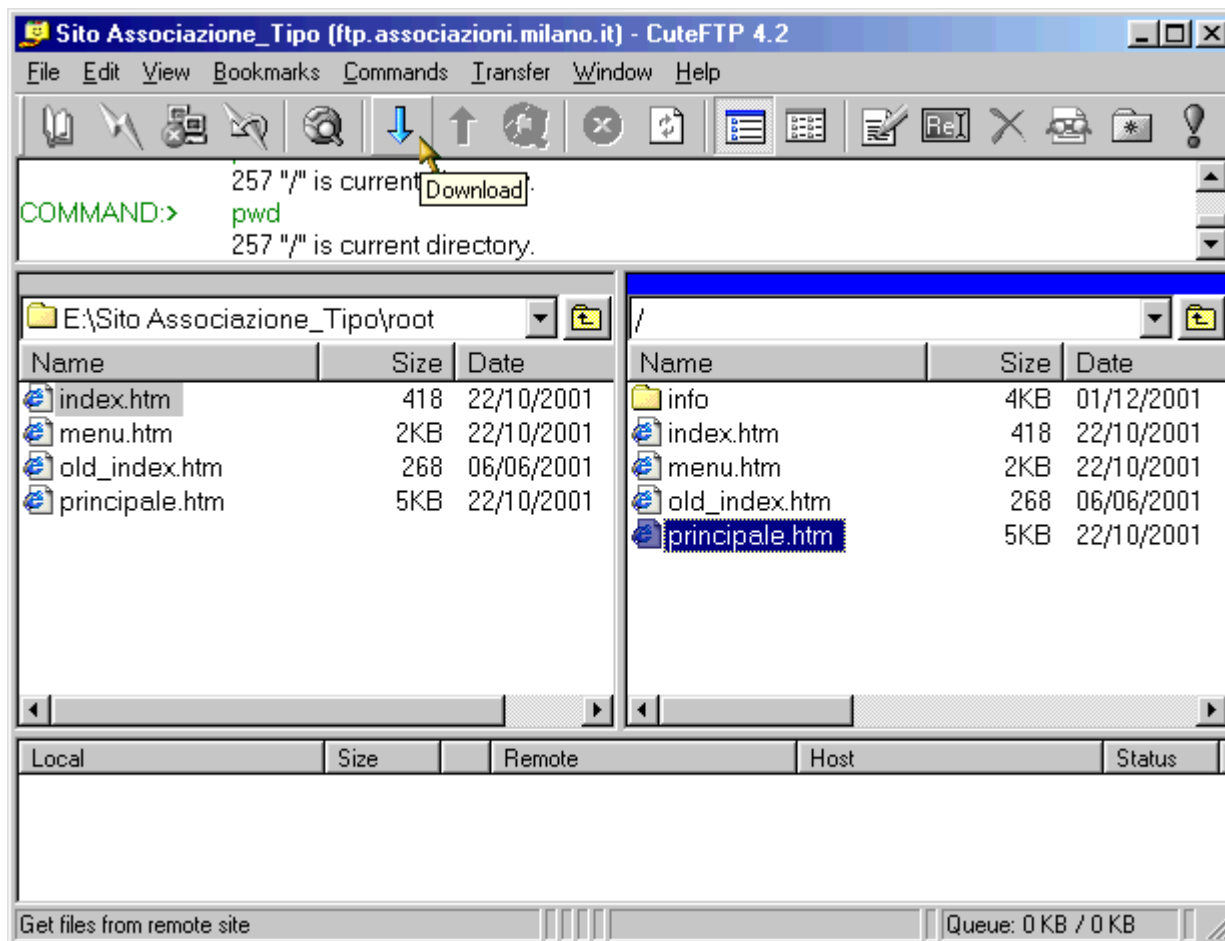 Sito Associazione_Tipo (ftp.associazioni.milano.it) - CuteFTP 4.2
File Edit View Bookmarks Commands Transfer Window Help
ReI
257 "/" is current
Download
COMMAND:> pwd
257 "/" is current directory.
E:\Sito Associazione_Tipo\root
Name Size Date
index.htm 418 22/10/2001
menu.htm 2KB 22/10/2001
old_index.htm 268 06/06/2001
principale.htm 5KB 22/10/2001
/
Name Size Date
info 4KB 01/12/2001
index.htm 418 22/10/2001
menu.htm 2KB 22/10/2001
old_index.htm 268 06/06/2001
principale.htm 5KB 22/10/2001
Local Size Remote Host Status
Get files from remote site Queue: 0 KB / 0 KB